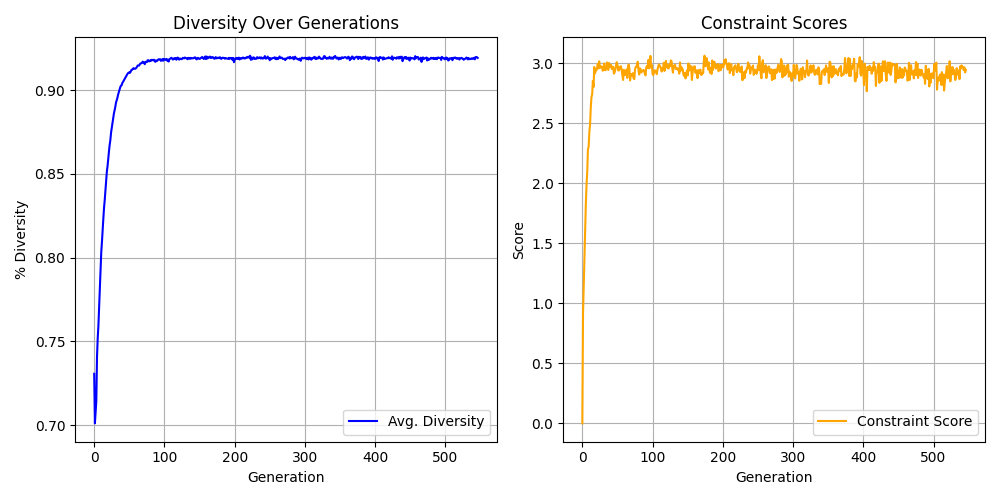 Diversity Over Generations
% Diversity
0.90
0.85
0.80
0.75
0.70
0 100 200 300 400 500
Generation
Avg. Diversity
Constraint Scores
Score
3.0
2.5
2.0
1.5
1.0
0.5
0.0
0 100 200 300 400 500
Generation
Constraint Score